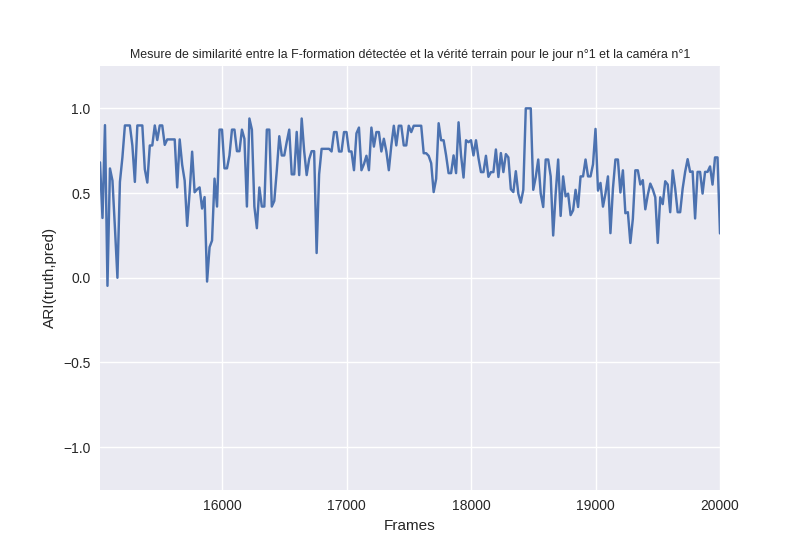 Mesure de similarité entre la F-formation détectée et la vérité terrain pour le jour n°1 et la caméra n°1
1.0
0.5
0.0
−0.5
−1.0
ARI(truth,pred)
16000 17000 18000 19000 20000
Frames